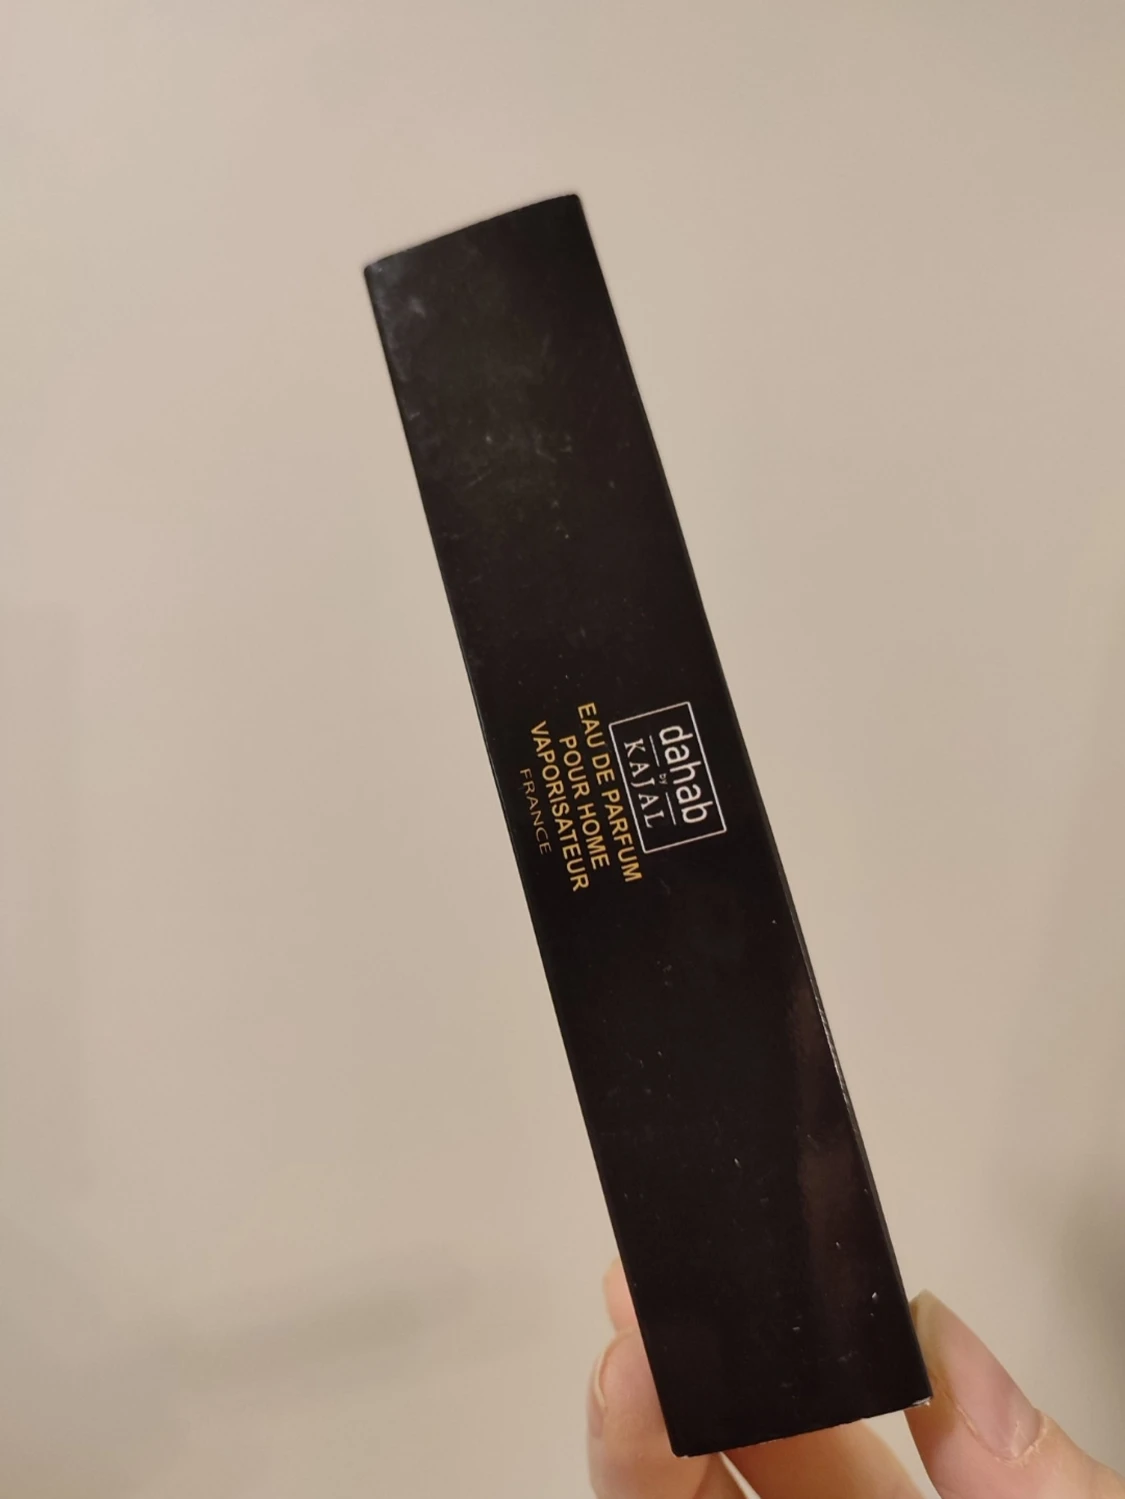 dahab
by
KAJAL
EAU DE PARFUM
POUR HOME
VAPORISATEUR
FRANCE